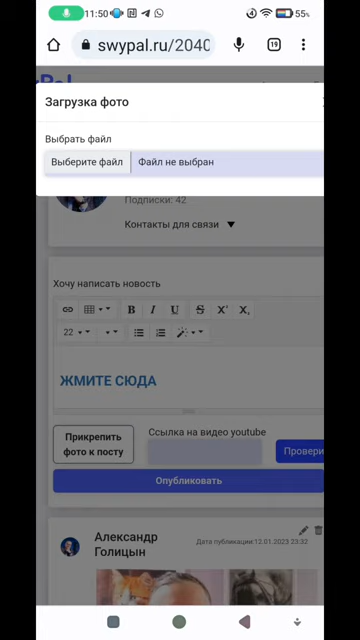 11:50
55%
swypal.ru/2040
19
Загрузка фото
Выбрать файл
Выберите файл Файл не выбран
Подписки: 42
Контакты для связи
Хочу написать новость
B I U S X' X,
22
ЖМИТЕ СЮДА
Прикрепить
фото к посту
Ссылка на видео youtube
Провери
Опубликовать
Александр
Голицын
Дата публикации:12.01.2023 23:32